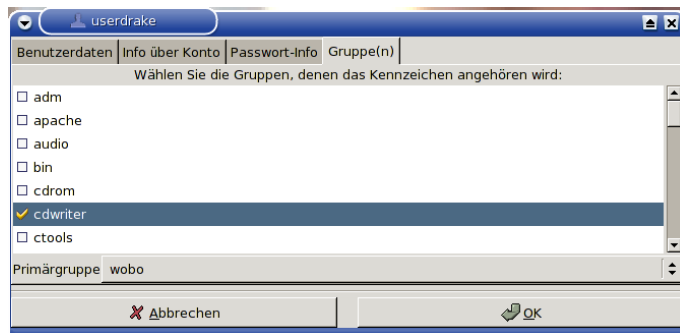 userdrake
Benutzerdaten Info über Konto Passwort-Info Gruppe(n)
Wählen Sie die Gruppen, denen das Kennzeichen angehören wird:
adm
apache
audio
bin
cdrom
cdwriter
ctools
Primärgruppe wobo
Abbrechen OK